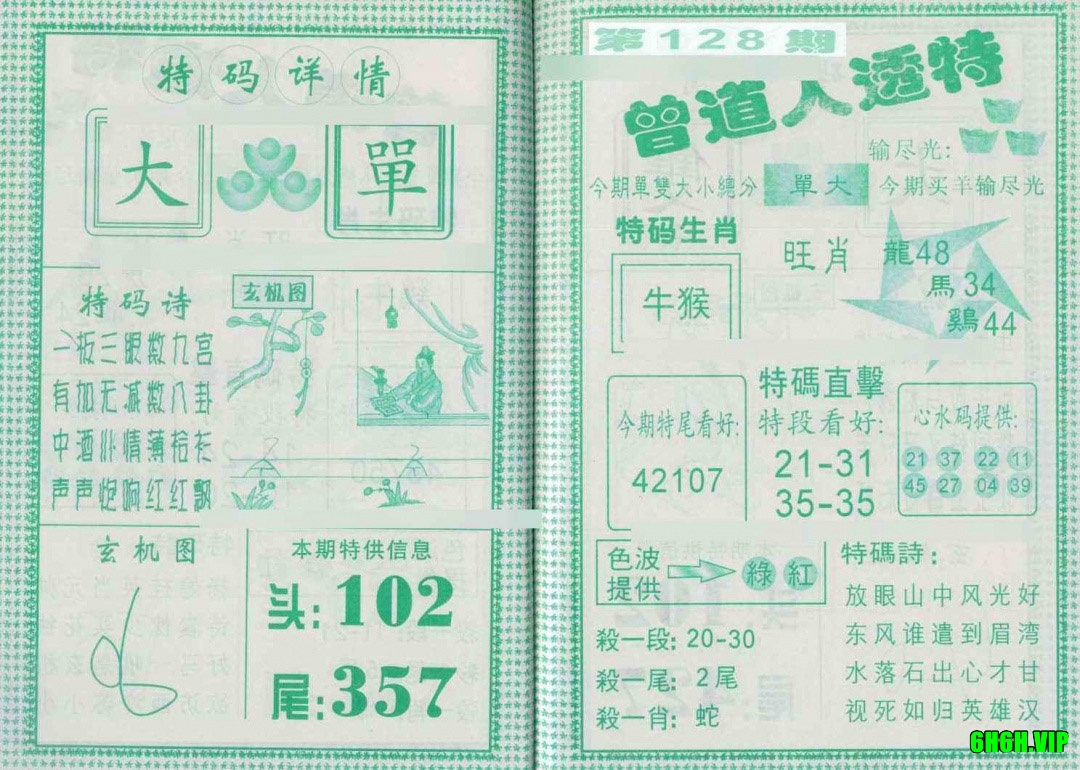 特码详情
大 單
特码诗
一板三眼数九宫
有加无减数八卦
中酒非情薄拾衫
声声炮响红红飘
玄机图
玄机图
本期特供信息
头:102
尾:357
第128期
曾道人透特
输尽光:
今期單雙大小總分 單大 今期买羊输尽光
特码生肖
牛猴
旺肖
龍48
馬34
鷄44
今期特尾看好:
42107
特碼直擊
特段看好:
21-31
35-35
心水码提供:
21 37 22 11
45 27 04 39
色波
提供
綠 紅
殺一段: 20-30
殺一尾: 2尾
殺一肖: 蛇
特碼詩:
放眼山中风光好
东风谁遣到眉湾
水落石出心才甘
视死如归英雄汉
6H6H.VIP